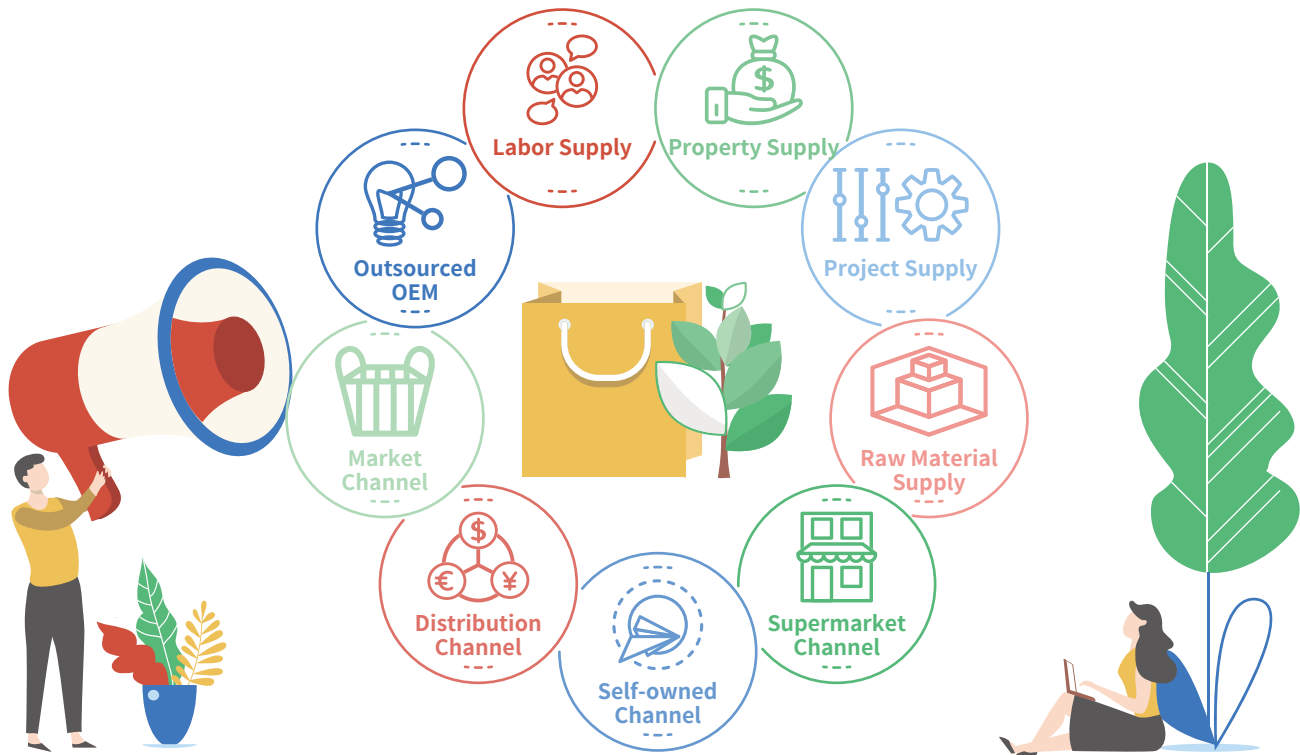 Labor Supply
Property Supply
Project Supply
Outsourced
OEM
Raw Material
Supply
Market
Channel
Distribution
Channel
Supermarket
Channel
Self-owned
Channel
$
$
€
¥